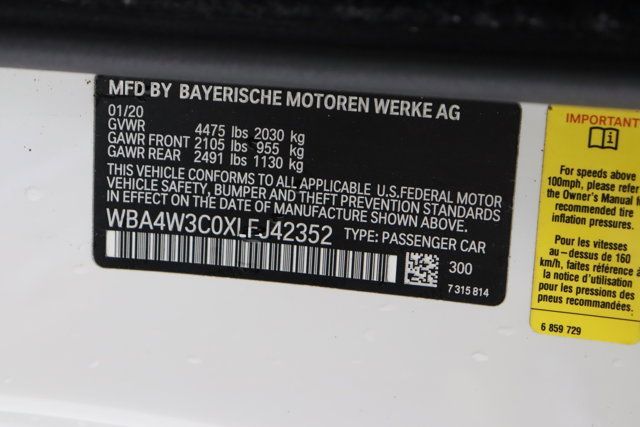 MFD BY BAYERISCHE MOTOREN WERKE AG
01/20
GVWR 4475 lbs 2030 kg
GAWR FRONT 2105 lbs 955 kg
GAWR REAR 2491 lbs 1130 kg
THIS VEHICLE CONFORMS TO ALL APPLICABLE U.S.FEDERAL MOTOR
VEHICLE SAFETY, BUMPER AND THEFT PREVENTION STANDARDS
IN EFFECT ON THE DATE OF MANUFACTURE SHOWN ABOVE.
WBA4W3C0XLFJ42352 TYPE: PASSENGER CAR
300
7 315 814
IMPORTANT
i
For speeds above
100mph, please refer
the Owner's Manual f
more information o
inflation pressures.
Pour les vitesses
au-dessus de 160
km/h, faites référence à
la notice d'utilisation
pour les pressions des
pneus recommandées.
6 859 729